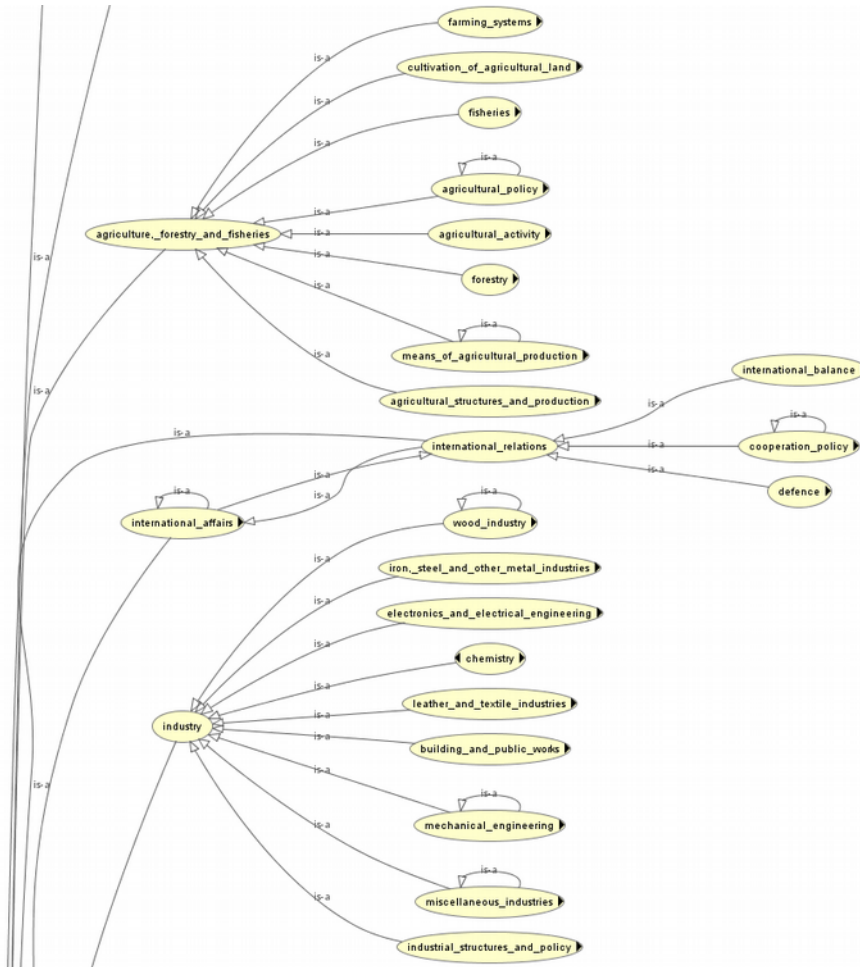 farming_systems
is-a
cultivation_of_agricultural_land
is-a
fisheries
is-a
is-a
agricultural_policy
is-a
agriculture,_forestry_and_fisheries
is-a
agricultural_activity
is-a
is-a
forestry
is-a
is-a
means_of_agricultural_production
is-a
international_balance
is-a
agricultural_structures_and_production
is-a
is-a
is-a
international_relations
is-a
cooperation_policy
is-a
is-a
defence
is-a
is-a
is-a
international_affairs
wood_industry
is-a
iron,_steel_and_other_metal_industries
is-a
electronics_and_electrical_engineering
is-a
chemistry
is-a
leather_and_textile_industries
is-a
industry
is-a
building_and_public_works
is-a
is-a
is-a
mechanical_engineering
is-a
is-a
miscellaneous_industries
is-a
industrial_structures_and_policy